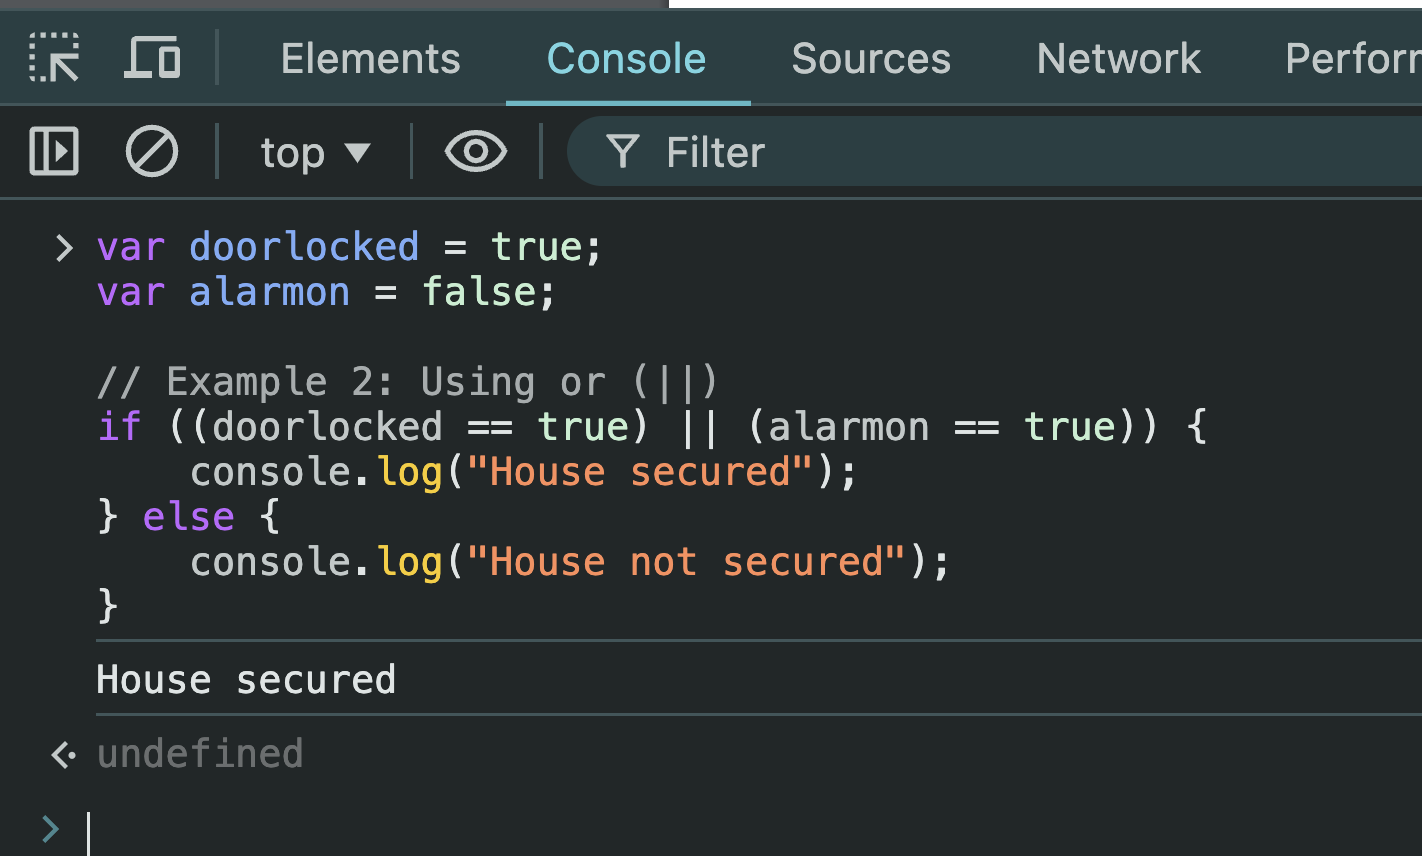 Elements Console Sources Network Perfor
top Filter
var doorlocked = true;
var alarmon = false;
// Example 2: Using or (||)
if ((doorlocked == true) || (alarmon == true)) {
    console.log("House secured");
} else {
    console.log("House not secured");
}
House secured
undefined